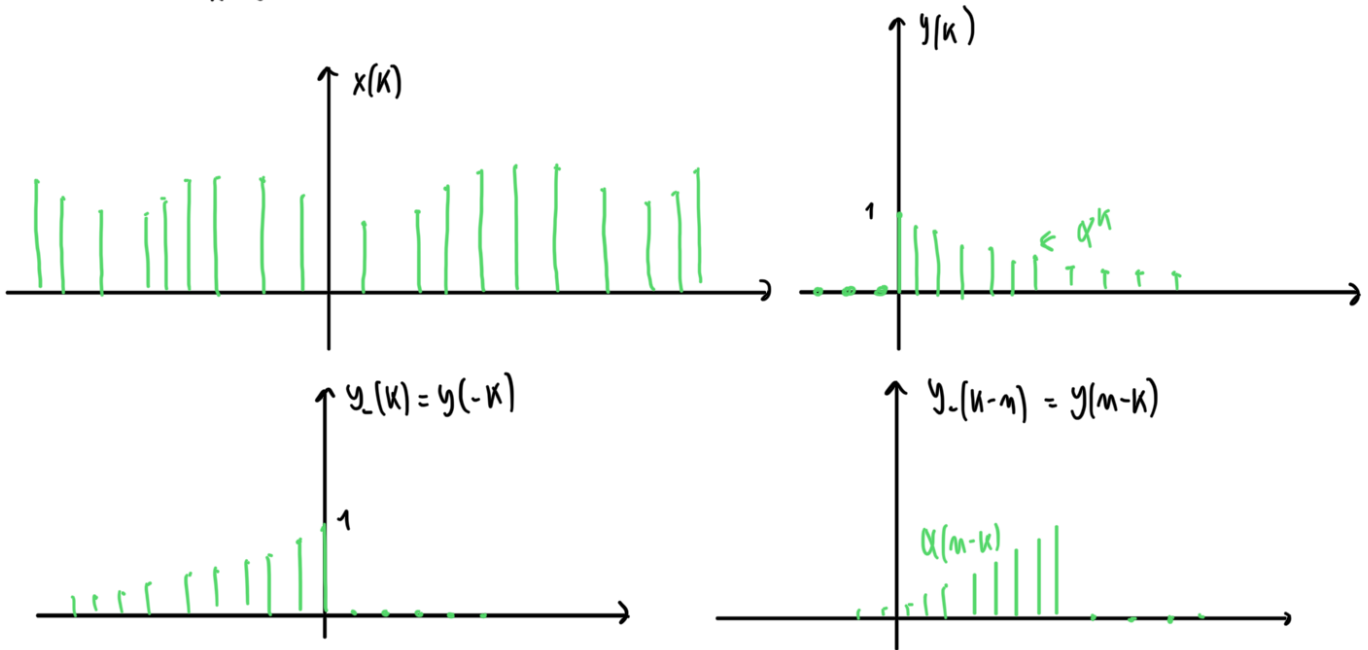 x(k)
y(k)
1
← α^k
y_(k) = y(-k)
1
y_(k-n) = y(n-k)
α(n-k)